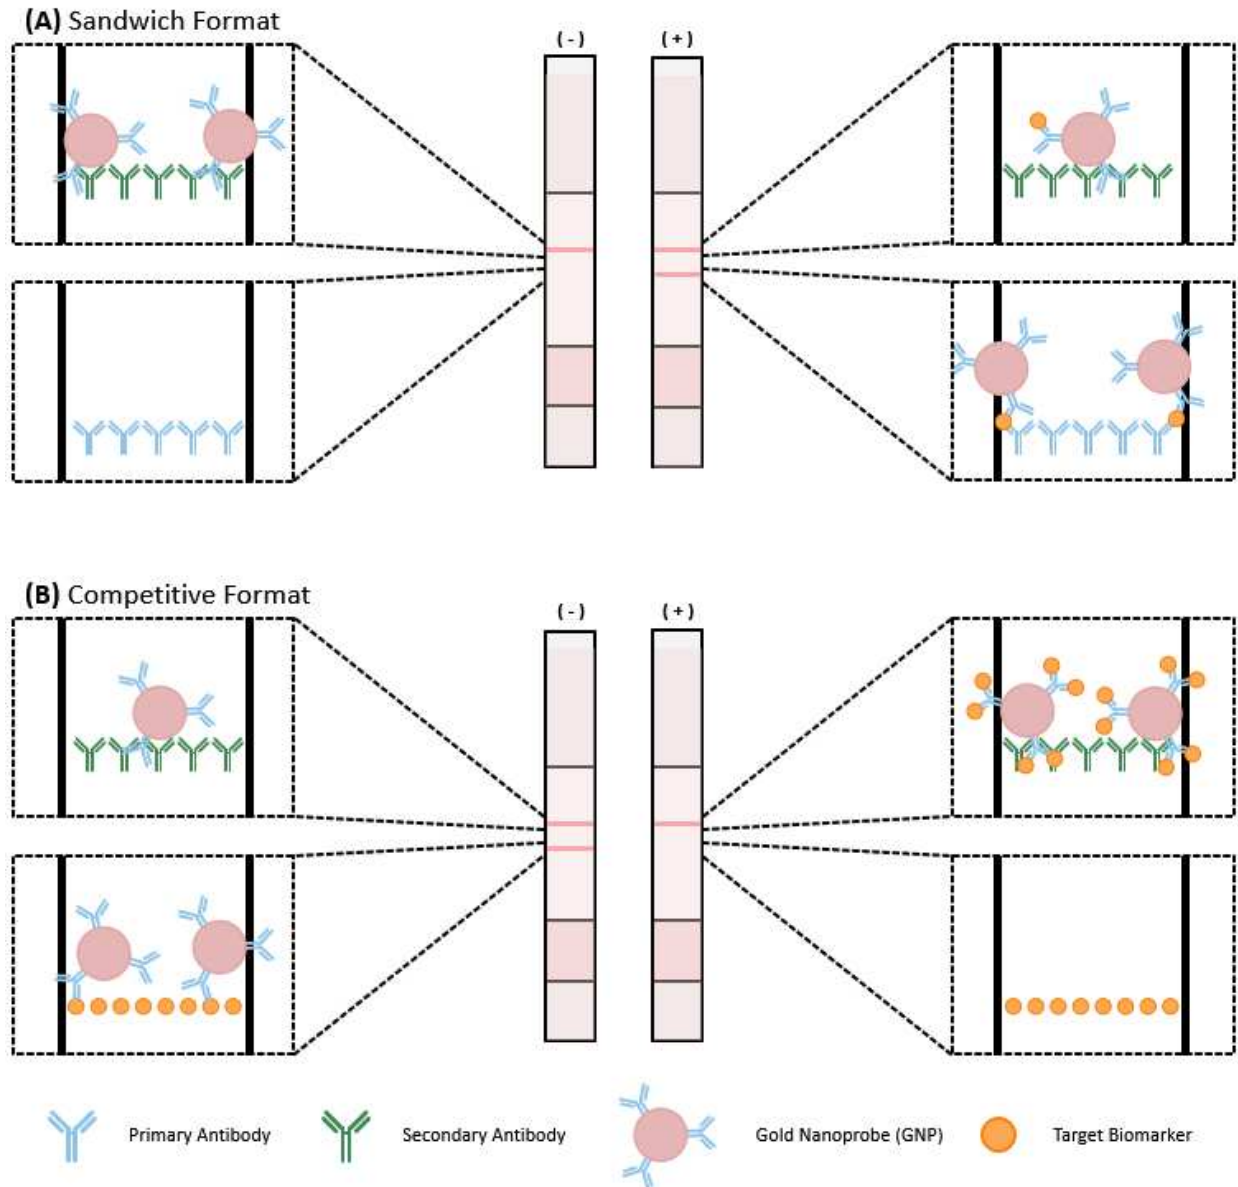 (A) Sandwich Format
(-) (+)
(B) Competitive Format
(-) (+)
Primary Antibody Secondary Antibody Gold Nanoprobe (GNP) Target Biomarker